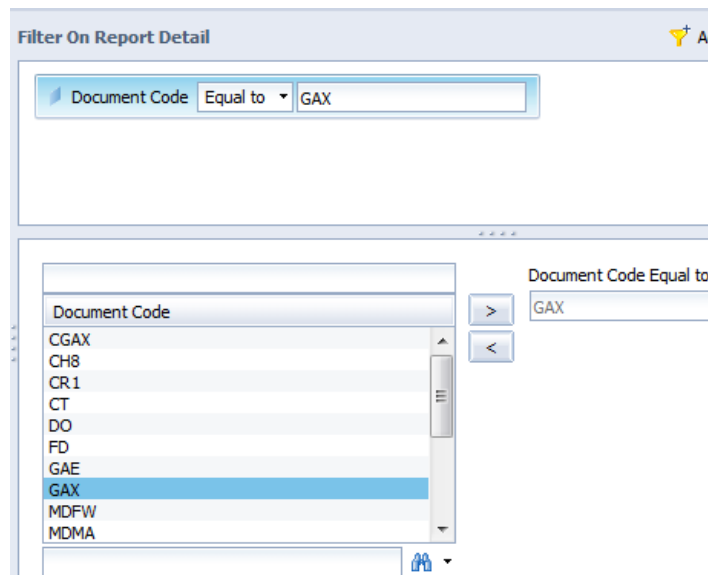 Filter On Report Detail A
Document Code Equal to GAX
Document Code Equal to
Document Code > GAX
<
CGAX
CH8
CR1
CT
DO
FD
GAE
GAX
MDFW
MDMA